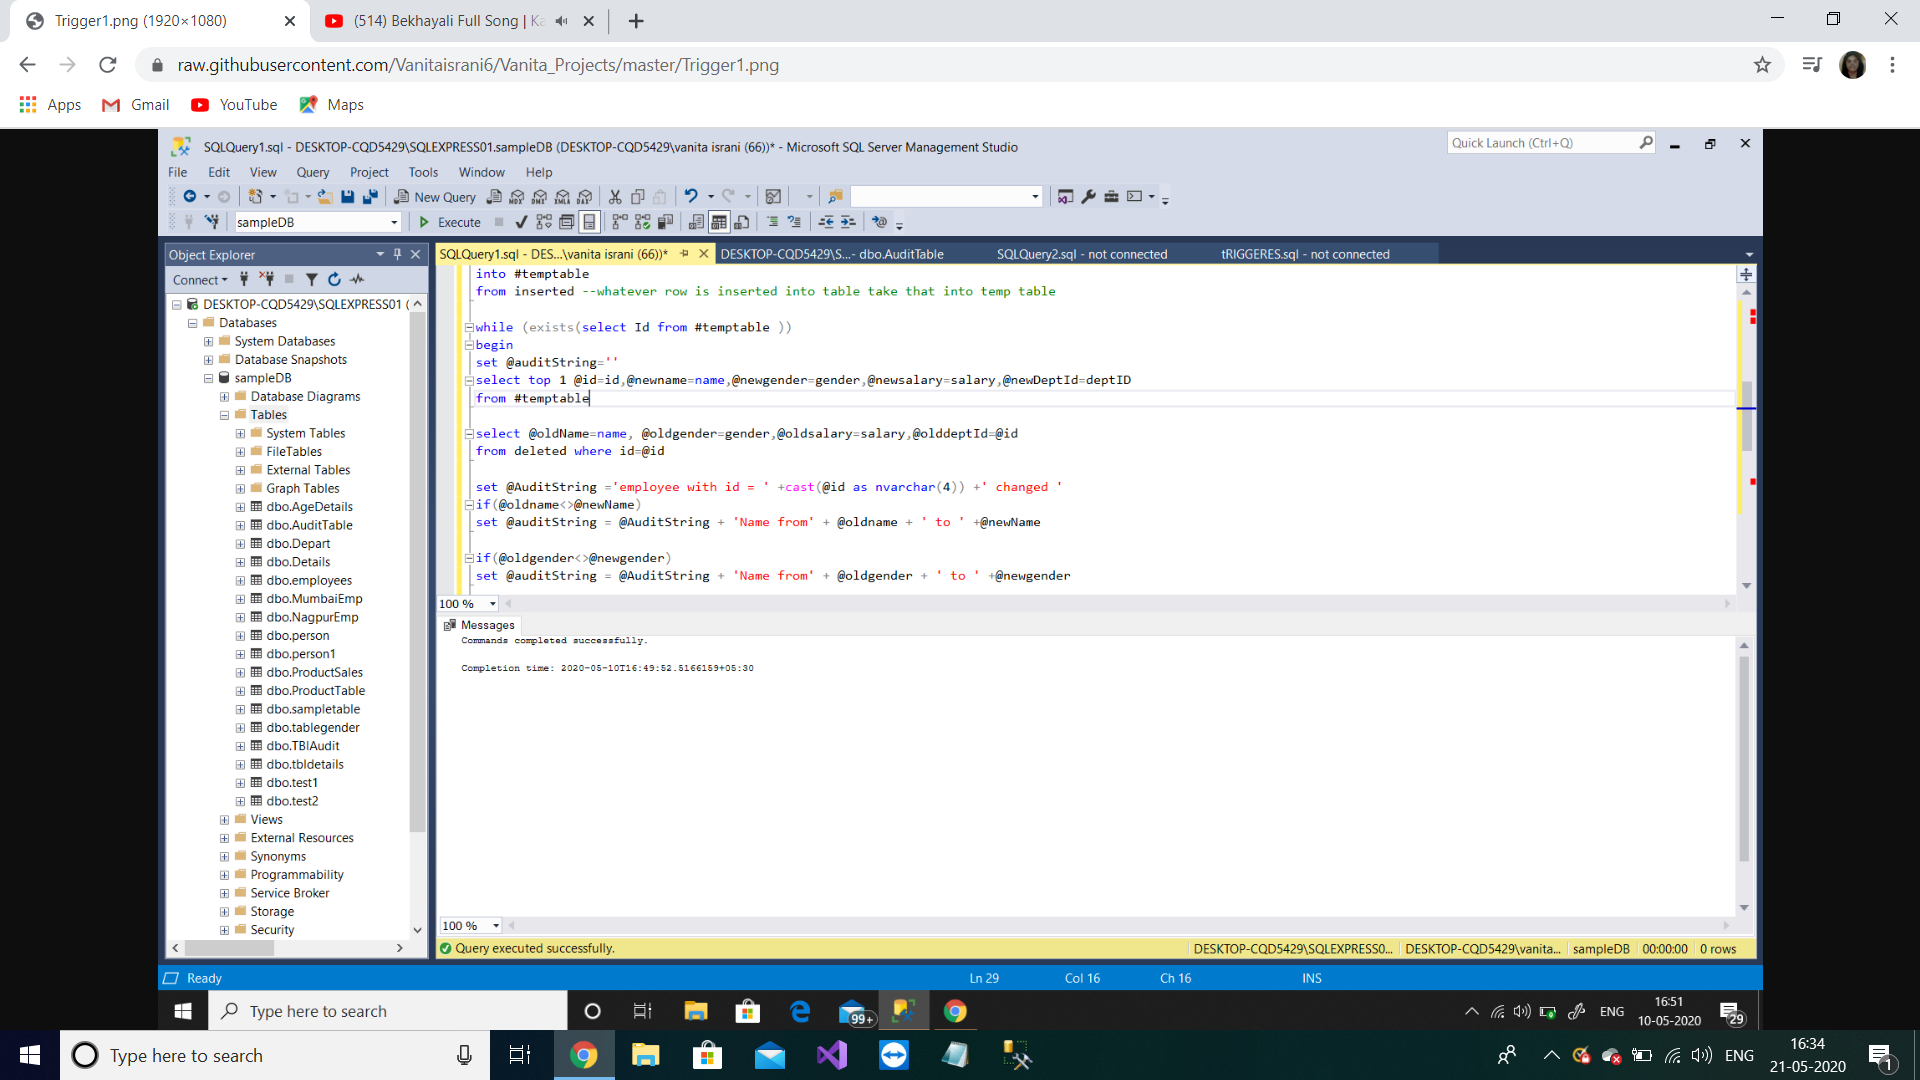 Trigger1.png (1920×1080)
(514) Bekhayali Full Song | Ka
raw.githubusercontent.com/Vanitaisrani6/Vanita_Projects/master/Trigger1.png
Apps Gmail YouTube Maps
SQLQuery1.sql - DESKTOP-CQD5429\SQLEXPRESS01.sampleDB (DESKTOP-CQD5429\vanita israni (66))* - Microsoft SQL Server Management Studio
Quick Launch (Ctrl+Q)
File Edit View Query Project Tools Window Help
New Query MDX DMX XMLA DAX
sampleDB Execute
Object Explorer
Connect
DESKTOP-CQD5429\SQLEXPRESS01 (
Databases
System Databases
Database Snapshots
sampleDB
Database Diagrams
Tables
System Tables
FileTables
External Tables
Graph Tables
dbo.AgeDetails
dbo.AuditTable
dbo.Depart
dbo.Details
dbo.employees
dbo.MumbaiEmp
dbo.NagpurEmp
dbo.person
dbo.person1
dbo.ProductSales
dbo.ProductTable
dbo.sampletable
dbo.tablegender
dbo.TBlAudit
dbo.tbldetails
dbo.test1
dbo.test2
Views
External Resources
Synonyms
Programmability
Service Broker
Storage
Security
SQLQuery1.sql - DES...\vanita israni (66))* DESKTOP-CQD5429\S...- dbo.AuditTable SQLQuery2.sql - not connected tRIGGERES.sql - not connected
into #temptable
from inserted --whatever row is inserted into table take that into temp table
while (exists(select Id from #temptable ))
begin
set @auditString=''
select top 1 @id=id,@newname=name,@newgender=gender,@newsalary=salary,@newDeptId=deptID
from #temptable
select @oldName=name, @oldgender=gender,@oldsalary=salary,@olddeptId=@id
from deleted where id=@id
set @AuditString ='employee with id = ' +cast(@id as nvarchar(4)) +' changed '
if(@oldname<>@newName)
set @auditString = @AuditString + 'Name from' + @oldname + ' to ' +@newName
if(@oldgender<>@newgender)
set @auditString = @AuditString + 'Name from' + @oldgender + ' to ' +@newgender
100 %
Messages
Commands completed successfully.
Completion time: 2020-05-10T16:49:52.5166159+05:30
100 %
Query executed successfully. DESKTOP-CQD5429\SQLEXPRESS0... DESKTOP-CQD5429\vanita... sampleDB 00:00:00 0 rows
Ready Ln 29 Col 16 Ch 16 INS
Type here to search 99+ ENG 16:51
10-05-2020 29
Type here to search ENG 16:34
21-05-2020 1